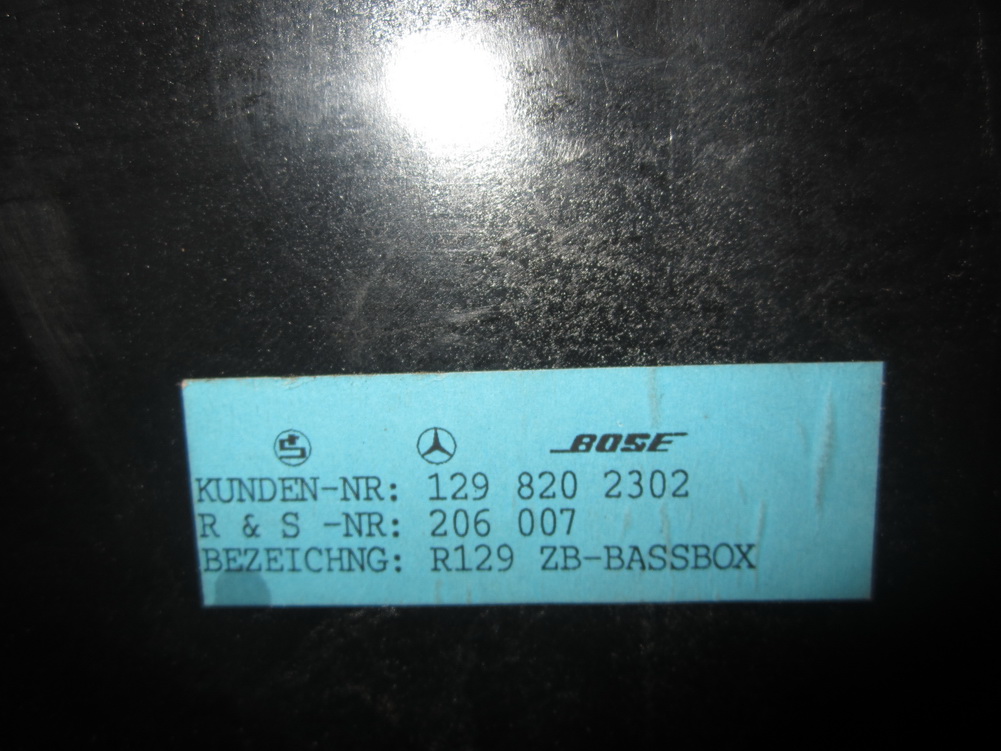 BOSE
KUNDEN-NR: 129 820 2302
R & S -NR: 206 007
BEZEICHNG: R129 ZB-BASSBOX